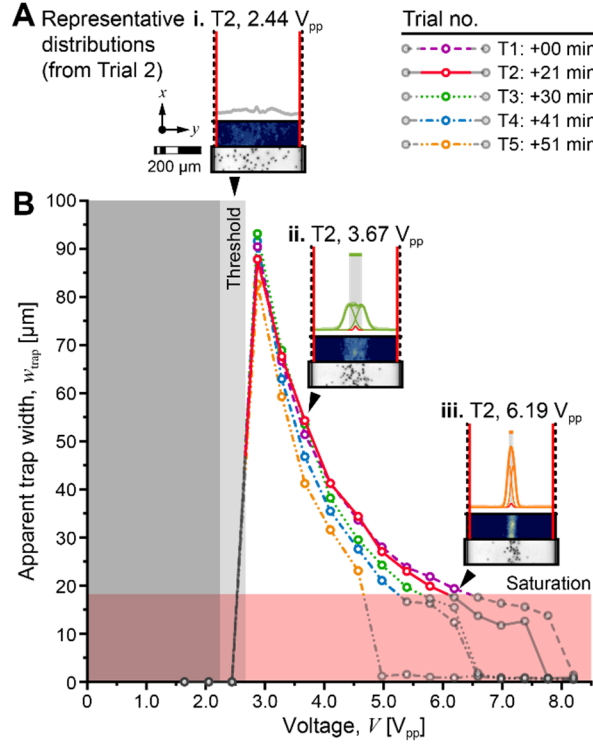 A Representative i. T2, 2.44 Vpp
distributions
(from Trial 2)
x
y
200 µm
Trial no.
T1: +00 min
T2: +21 min
T3: +30 min
T4: +41 min
T5: +51 min
B
Threshold
ii. T2, 3.67 Vpp
iii. T2, 6.19 Vpp
Saturation
Apparent trap width, wtrap [µm]
100
90
80
70
60
50
40
30
20
10
0
0 1.0 2.0 3.0 4.0 5.0 6.0 7.0 8.0
Voltage, V [Vpp]